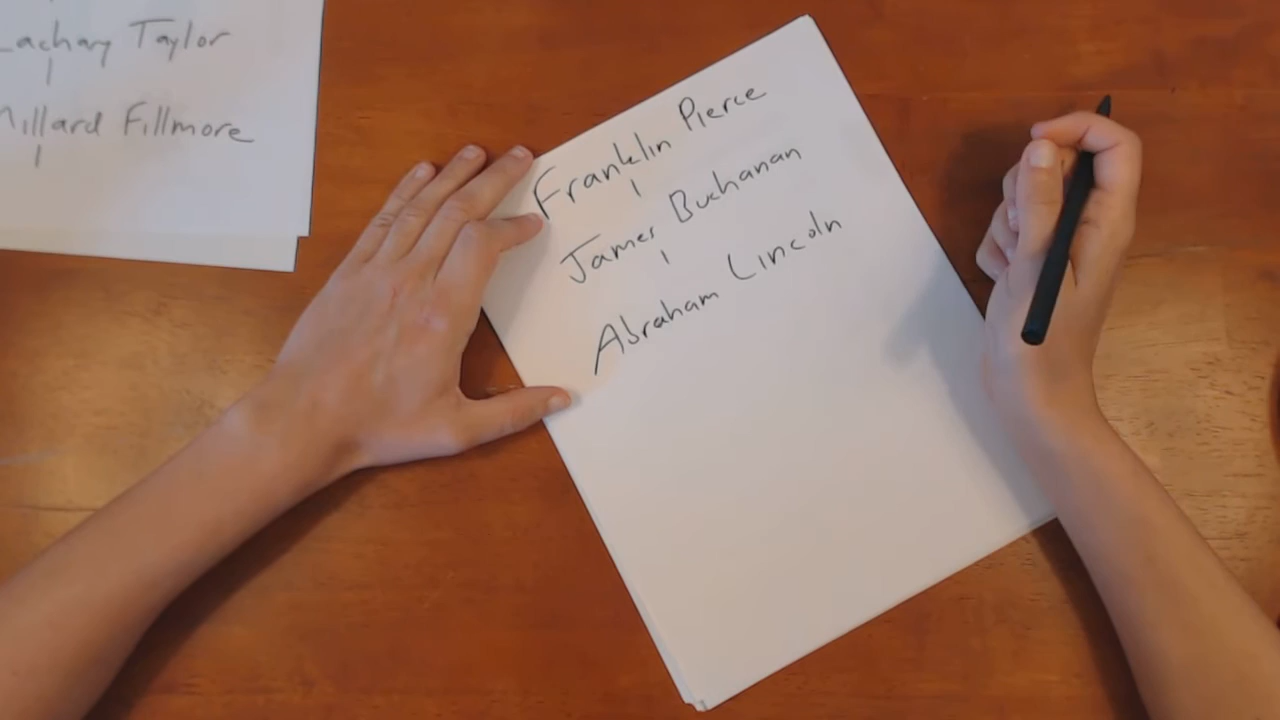 Zachary Taylor
Millard Fillmore
Franklin Pierce
James Buchanan
Abraham Lincoln